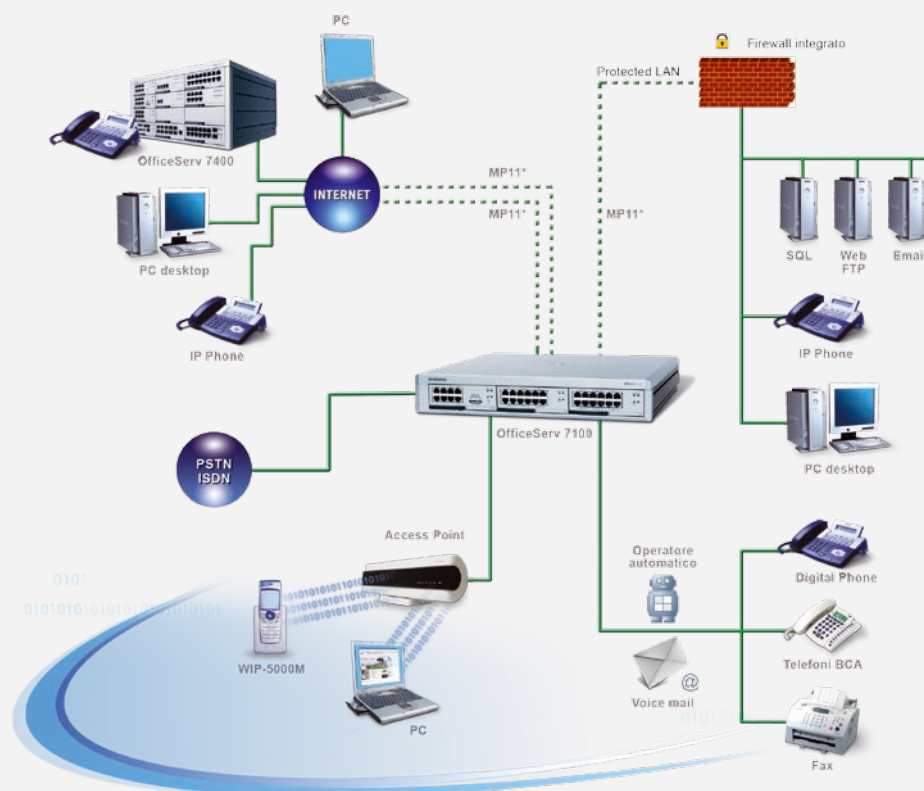 PC
Firewall integrato
Protected LAN
OfficeServ 7400
INTERNET
MP11*
MP11*
MP11*
PC desktop
SQL
Web
FTP
Email
IP Phone
IP Phone
OfficeServ 7100
PC desktop
PSTN
ISDN
Access Point
Operatore
automatico
Digital Phone
WIP-5000M
Telefoni BCA
@
Voice mail
PC
Fax